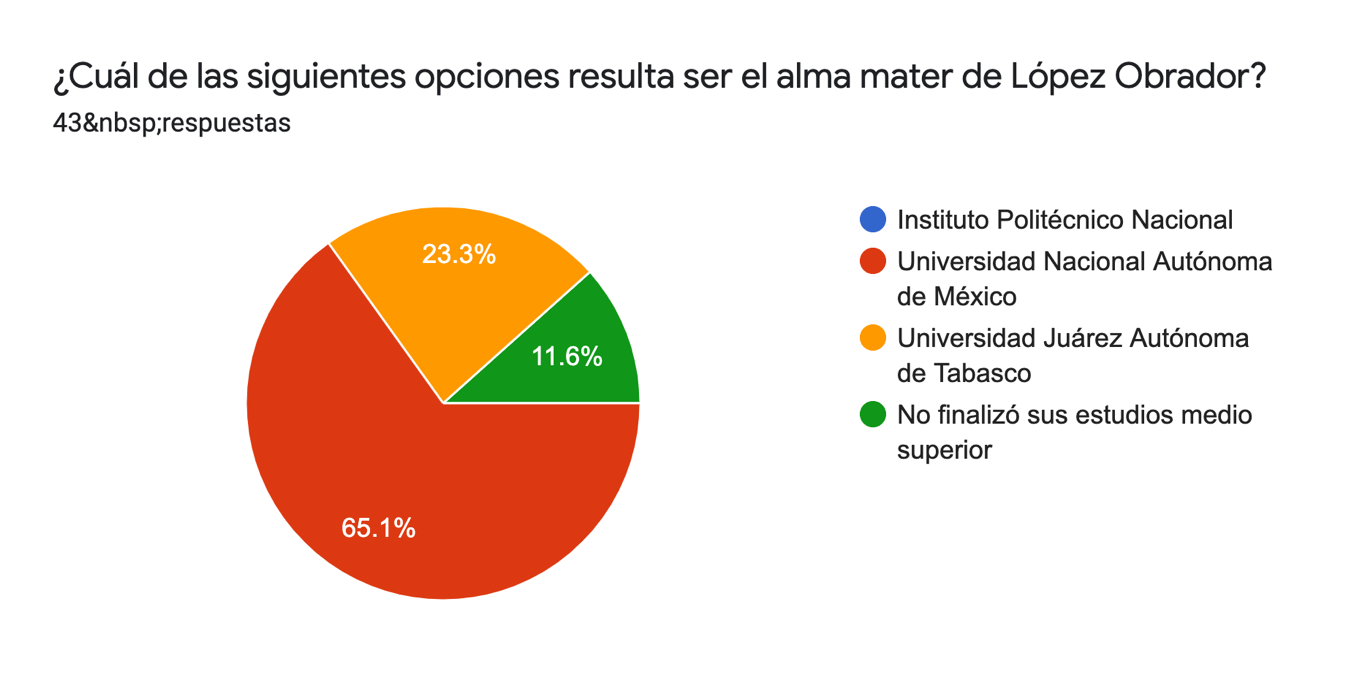 ¿Cuál de las siguientes opciones resulta ser el alma mater de López Obrador?
43&nbsp;respuestas
23.3%
11.6%
65.1%
Instituto Politécnico Nacional
Universidad Nacional Autónoma
de México
Universidad Juárez Autónoma
de Tabasco
No finalizó sus estudios medio
superior